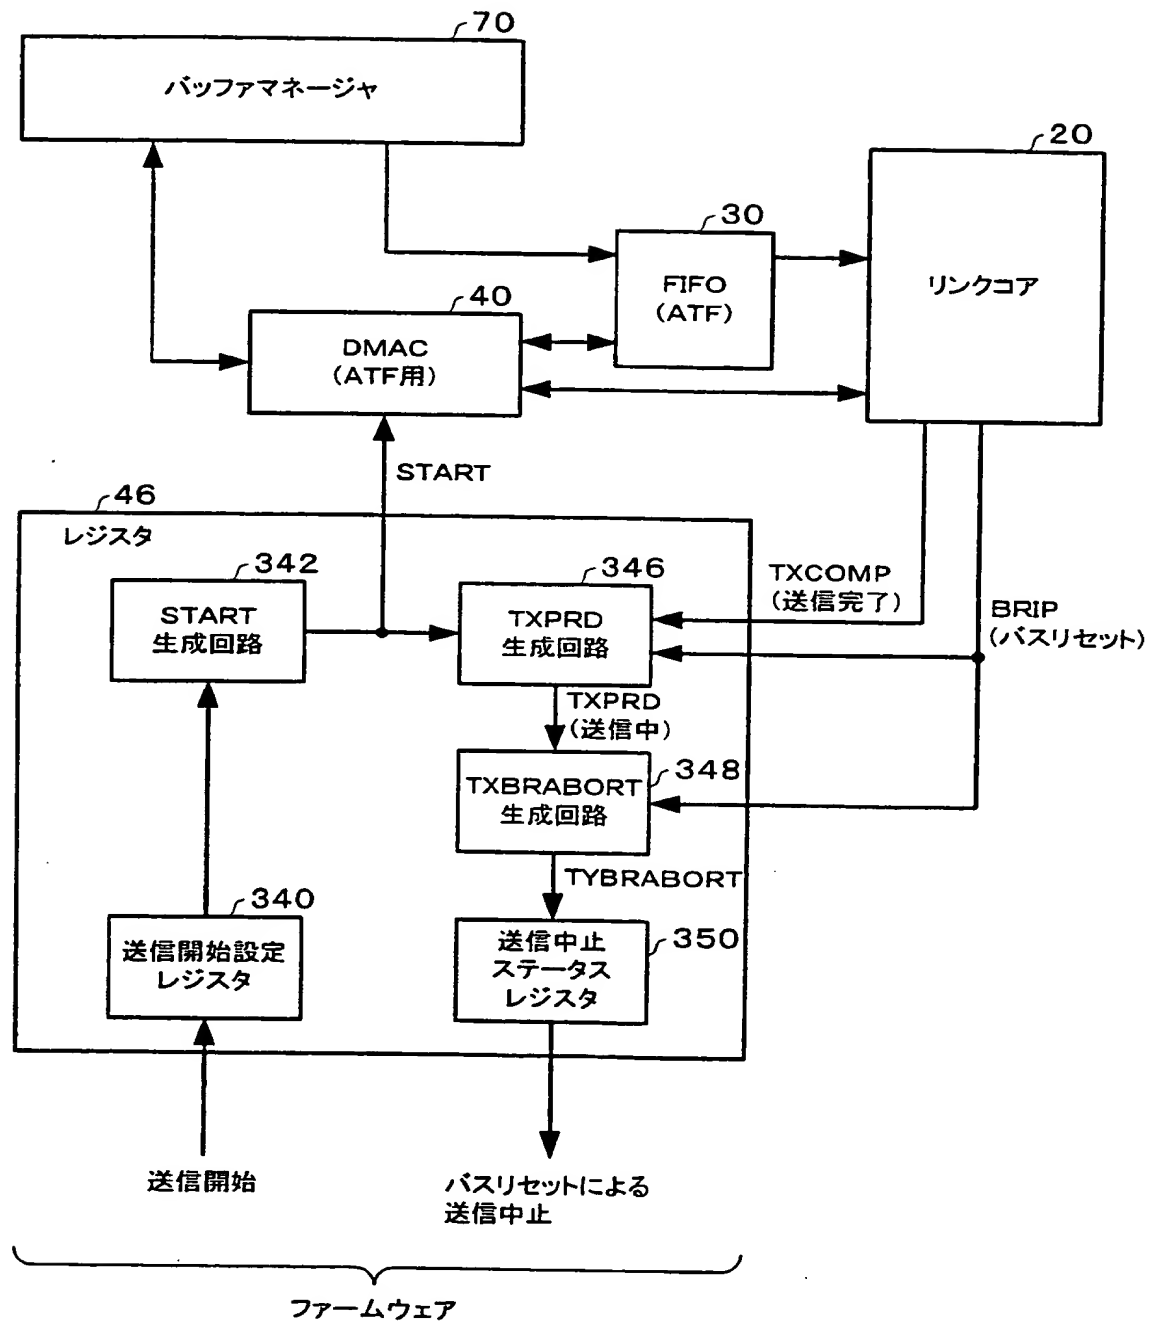 70
バッファマネージャ
20
リンクコア
30
FIFO
(ATF)
40
DMAC
(ATF用)
START
46
レジスタ
342
START
生成回路
346
TXPRD
生成回路
TXCOMP
(送信完了)
BRIP
(バスリセット)
TXPRD
(送信中)
348
TXBRABORT
生成回路
TYBRABORT
340
送信開始設定
レジスタ
350
送信中止
ステータス
レジスタ
送信開始
バスリセットによる
送信中止
ファームウェア